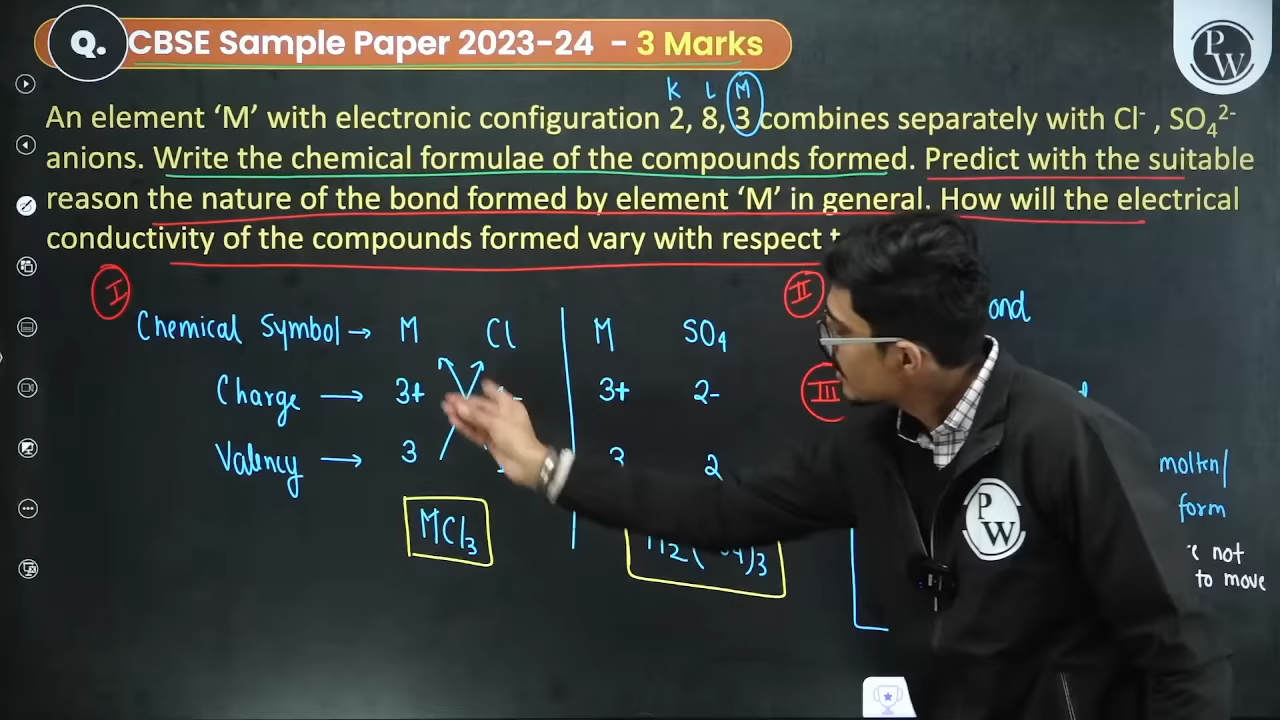 Q. CBSE Sample Paper 2023-24 - 3 Marks
P
W
K L M
An element ‘M’ with electronic configuration 2, 8, 3 combines separately with Cl⁻ , SO₄²⁻
anions. Write the chemical formulae of the compounds formed. Predict with the suitable
reason the nature of the bond formed by element ‘M’ in general. How will the electrical
conductivity of the compounds formed vary with respect t
I
Chemical Symbol → M Cl M SO₄
Charge → 3+ 3+ 2-
Valency → 3 2
MCl₃
)₃
II
ond
III
molten/
form
not
to move
P
W